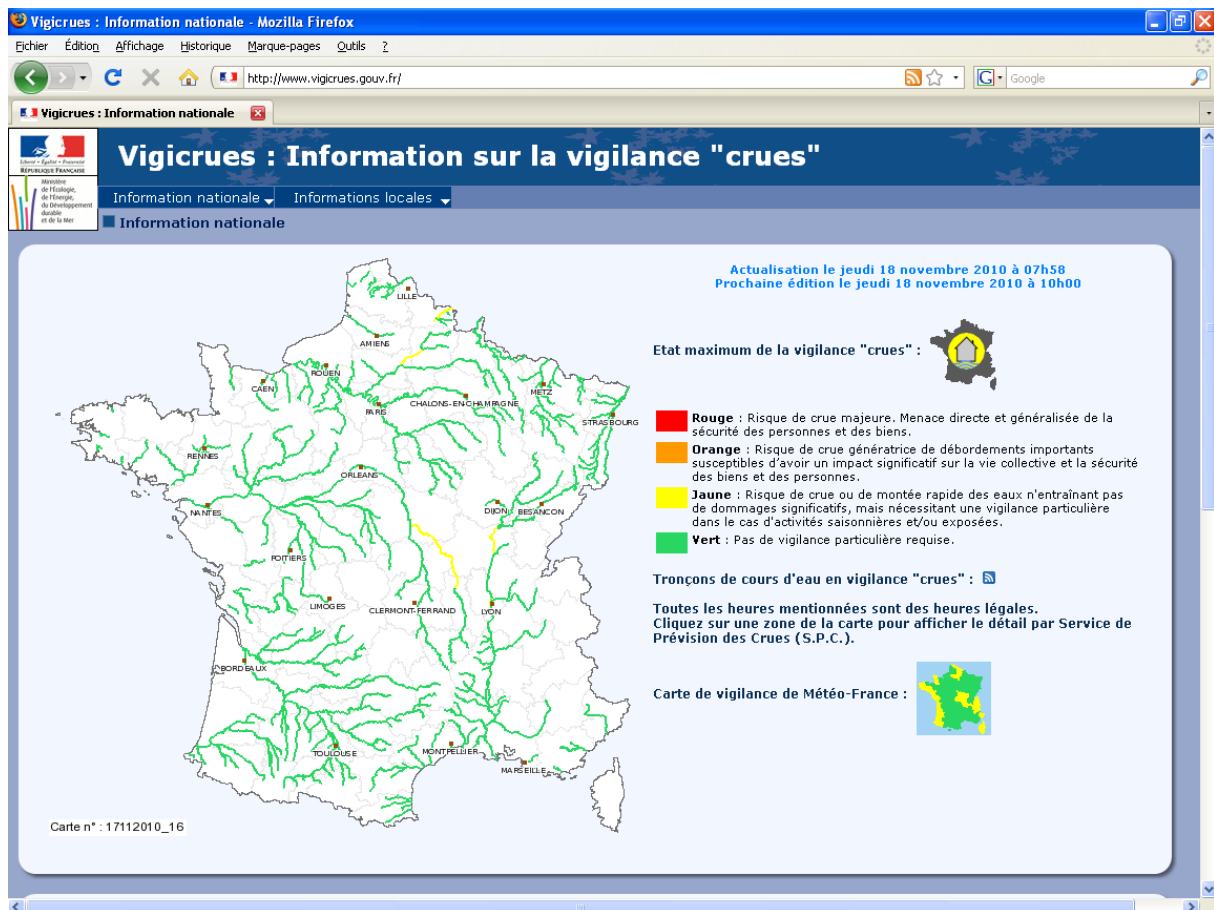 Vigicrues : Information nationale - Mozilla Firefox
Fichier Édition Affichage Historique Marque-pages Outils ?
http://www.vigicrues.gouv.fr/
G Google
Vigicrues : Information nationale
Liberté • Égalité • Fraternité
RÉPUBLIQUE FRANÇAISE
Ministère
de l'Écologie,
de l'Énergie,
du Développement
durable
et de la Mer
Vigicrues : Information sur la vigilance "crues"
Information nationale
Informations locales
Information nationale
LILLE
AMIENS
ROUEN
CAEN
METZ
CHALONS-EN-CHAMPAGNE
PARIS
STRASBOURG
RENNES
ORLEANS
NANTES
DIJON
BESANCON
POITIERS
LIMOGES
CLERMONT-FERRAND
LYON
BORDEAUX
TOULOUSE
MONTPELLIER
MARSEILLE
Carte n° : 17112010_16
Actualisation le jeudi 18 novembre 2010 à 07h58
Prochaine édition le jeudi 18 novembre 2010 à 10h00
Etat maximum de la vigilance "crues" :
Rouge : Risque de crue majeure. Menace directe et généralisée de la
sécurité des personnes et des biens.
Orange : Risque de crue génératrice de débordements importants
susceptibles d'avoir un impact significatif sur la vie collective et la sécurité
des biens et des personnes.
Jaune : Risque de crue ou de montée rapide des eaux n'entraînant pas
de dommages significatifs, mais nécessitant une vigilance particulière
dans le cas d'activités saisonnières et/ou exposées.
Vert : Pas de vigilance particulière requise.
Tronçons de cours d'eau en vigilance "crues" :
Toutes les heures mentionnées sont des heures légales.
Cliquez sur une zone de la carte pour afficher le détail par Service de
Prévision des Crues (S.P.C.).
Carte de vigilance de Météo-France :